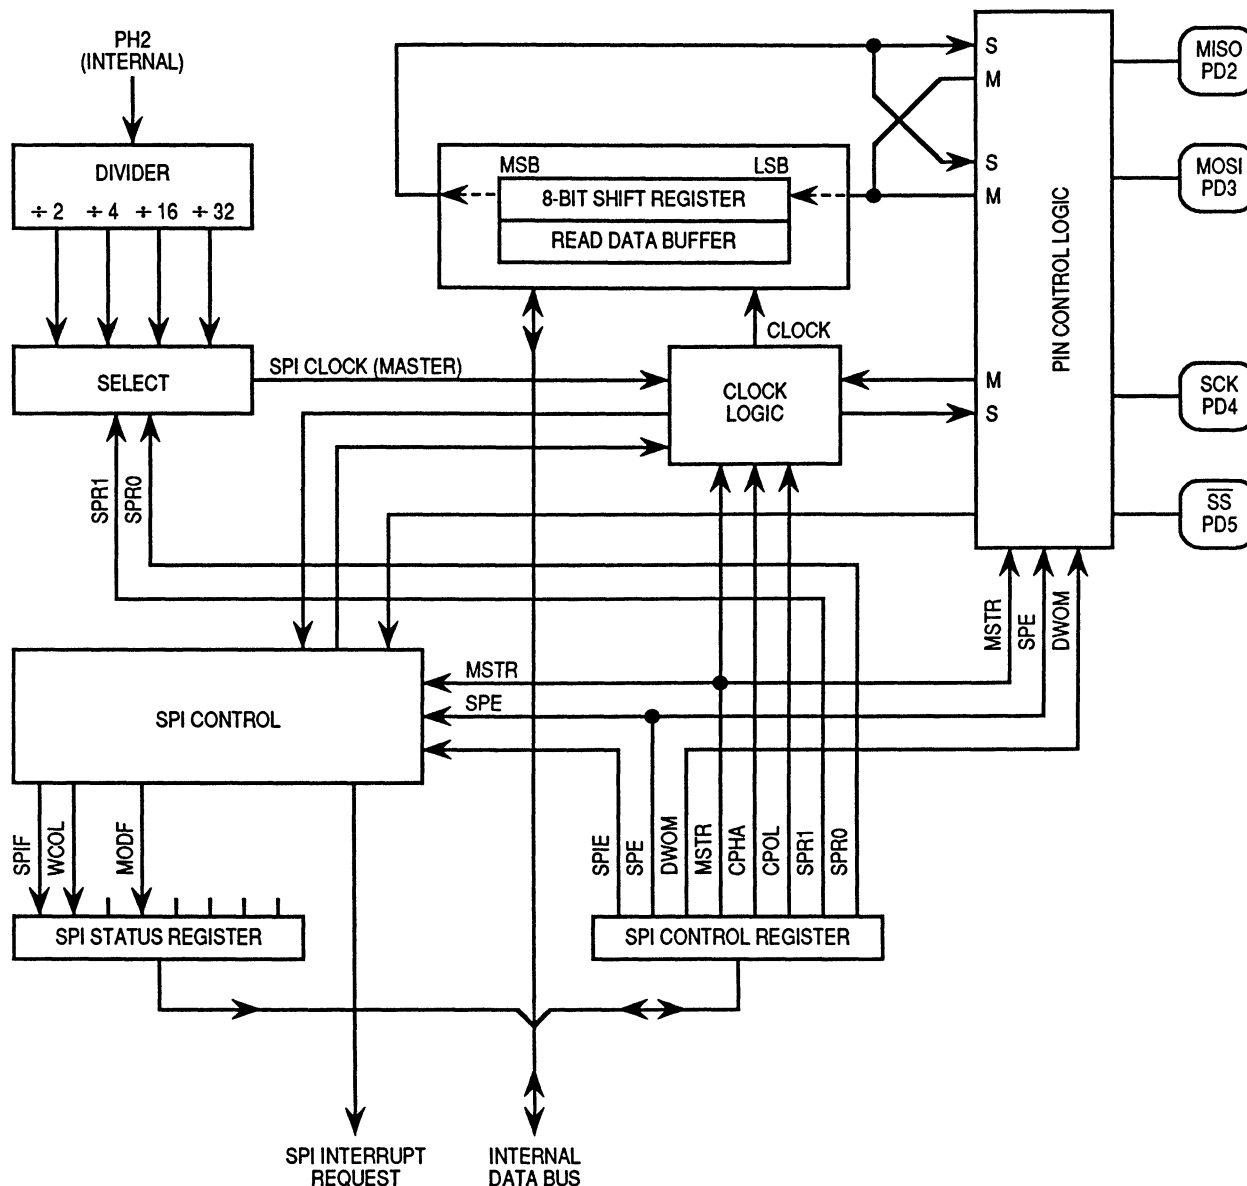 PH2
(INTERNAL)
DIVIDER
÷ 2 ÷ 4 ÷ 16 ÷ 32
SELECT
SPR1
SPR0
SPI CLOCK (MASTER)
MSB LSB
8-BIT SHIFT REGISTER
READ DATA BUFFER
CLOCK
CLOCK
LOGIC
S
M
S
M
M
S
PIN CONTROL LOGIC
MISO
PD2
MOSI
PD3
SCK
PD4
SS
PD5
MSTR
SPE
DWOM
MSTR
SPE
SPI CONTROL
SPIF
WCOL
MODF
SPI STATUS REGISTER
SPIE
SPE
DWOM
MSTR
CPHA
CPOL
SPR1
SPR0
SPI CONTROL REGISTER
SPI INTERRUPT
REQUEST
INTERNAL
DATA BUS